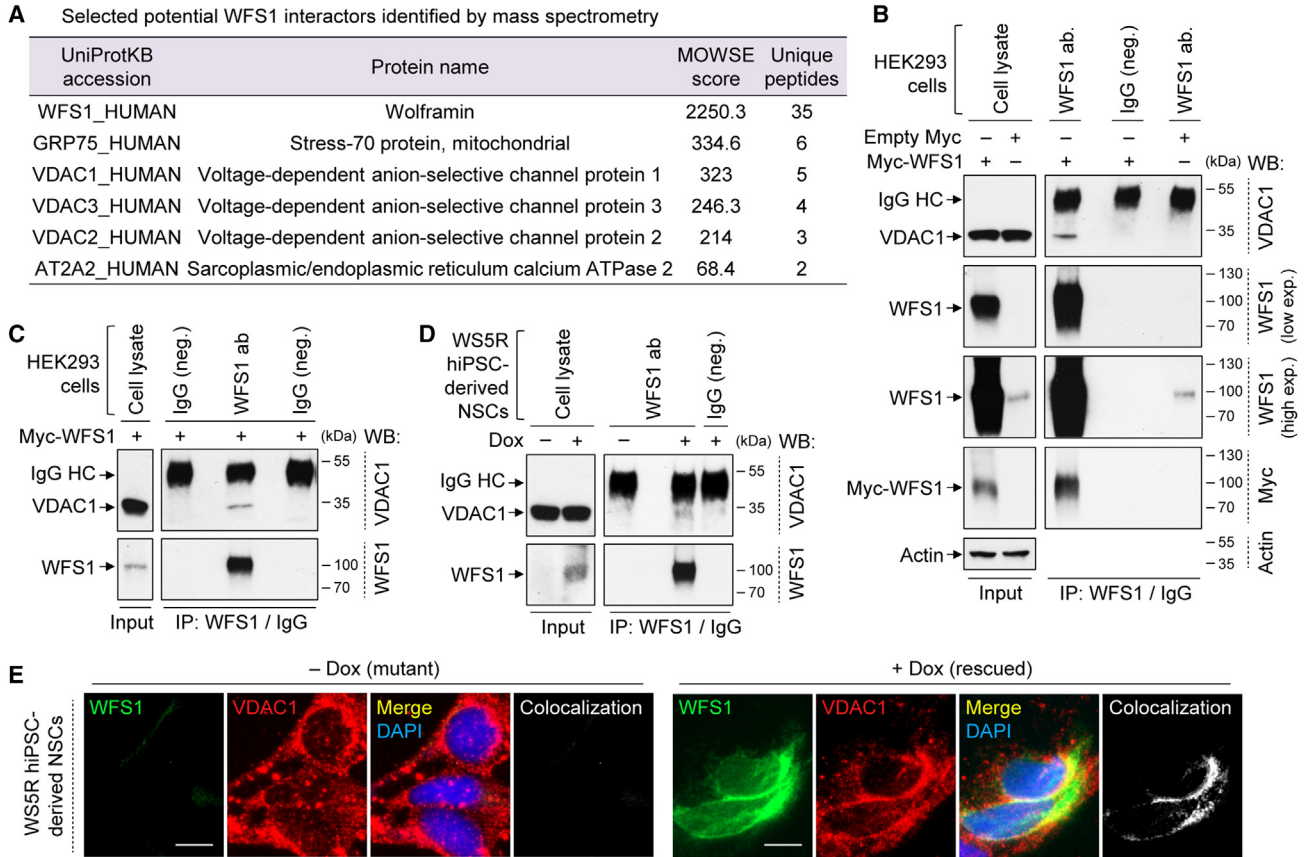 A
Selected potential WFS1 interactors identified by mass spectrometry
UniProtKB accession Protein name MOWSE score Unique peptides
WFS1_HUMAN Wolframin 2250.3 35
GRP75_HUMAN Stress-70 protein, mitochondrial 334.6 6
VDAC1_HUMAN Voltage-dependent anion-selective channel protein 1 323 5
VDAC3_HUMAN Voltage-dependent anion-selective channel protein 3 246.3 4
VDAC2_HUMAN Voltage-dependent anion-selective channel protein 2 214 3
AT2A2_HUMAN Sarcoplasmic/endoplasmic reticulum calcium ATPase 2 68.4 2
B
HEK293 cells
Cell lysate
WFS1 ab.
IgG (neg.)
WFS1 ab.
Empty Myc – + – – +
Myc-WFS1 + – + + – (kDa) WB:
IgG HC
VDAC1
55
35
VDAC1
WFS1
130
100
70
WFS1
(low exp.)
WFS1
130
100
70
WFS1
(high exp.)
Myc-WFS1
130
100
70
Myc
Actin
55
35
Actin
Input
IP: WFS1 / IgG
C
HEK293 cells
Cell lysate
IgG (neg.)
WFS1 ab
IgG (neg.)
Myc-WFS1 + + + + (kDa) WB:
IgG HC
VDAC1
55
35
VDAC1
WFS1
100
70
WFS1
Input
IP: WFS1 / IgG
D
WS5R
hiPSC-
derived
NSCs
Cell lysate
WFS1 ab
IgG (neg.)
Dox – + – + + (kDa) WB:
IgG HC
VDAC1
55
35
VDAC1
WFS1
100
70
WFS1
Input
IP: WFS1 / IgG
E
– Dox (mutant)
+ Dox (rescued)
WS5R hiPSC-
derived NSCs
WFS1
VDAC1
Merge
DAPI
Colocalization
WFS1
VDAC1
Merge
DAPI
Colocalization